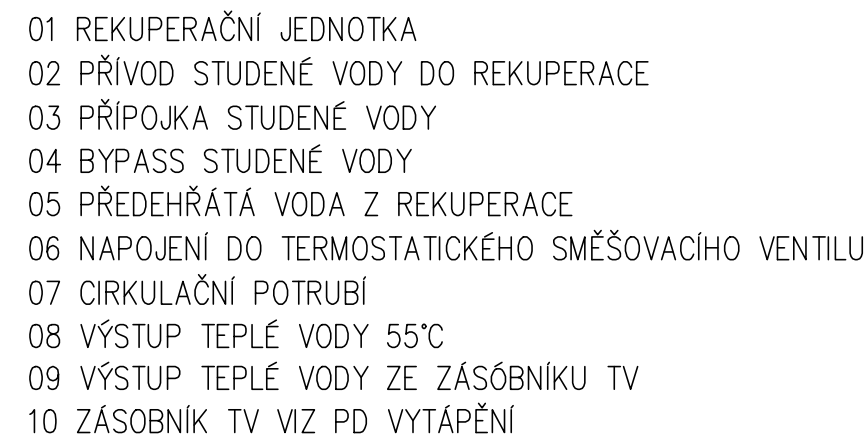 01 REKUPERAČNÍ JEDNOTKA
02 PŘÍVOD STUDENÉ VODY DO REKUPERACE
03 PŘÍPOJKA STUDENÉ VODY
04 BYPASS STUDENÉ VODY
05 PŘEDEHŘÁTÁ VODA Z REKUPERACE
06 NAPOJENÍ DO TERMOSTATICKÉHO SMĚŠOVACÍHO VENTILU
07 CIRKULAČNÍ POTRUBÍ
08 VÝSTUP TEPLÉ VODY 55°C
09 VÝSTUP TEPLÉ VODY ZE ZÁSÓBNÍKU TV
10 ZÁSOBNÍK TV VIZ PD VYTÁPĚNÍ